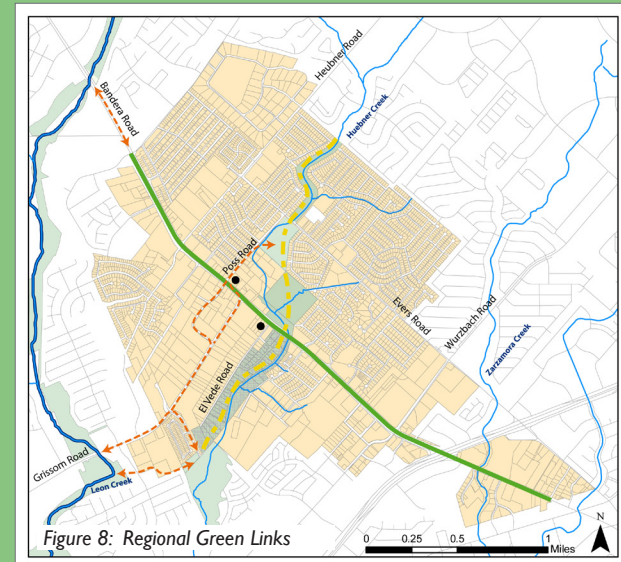 Heubner Road
Bandera Road
Huebner Creek
Poss Road
Evers Road
Wurzbach Road
Zarzamora Creek
El Vede Road
Grissom Road
Leon Creek
Figure 8: Regional Green Links
0 0.25 0.5 1
Miles
N